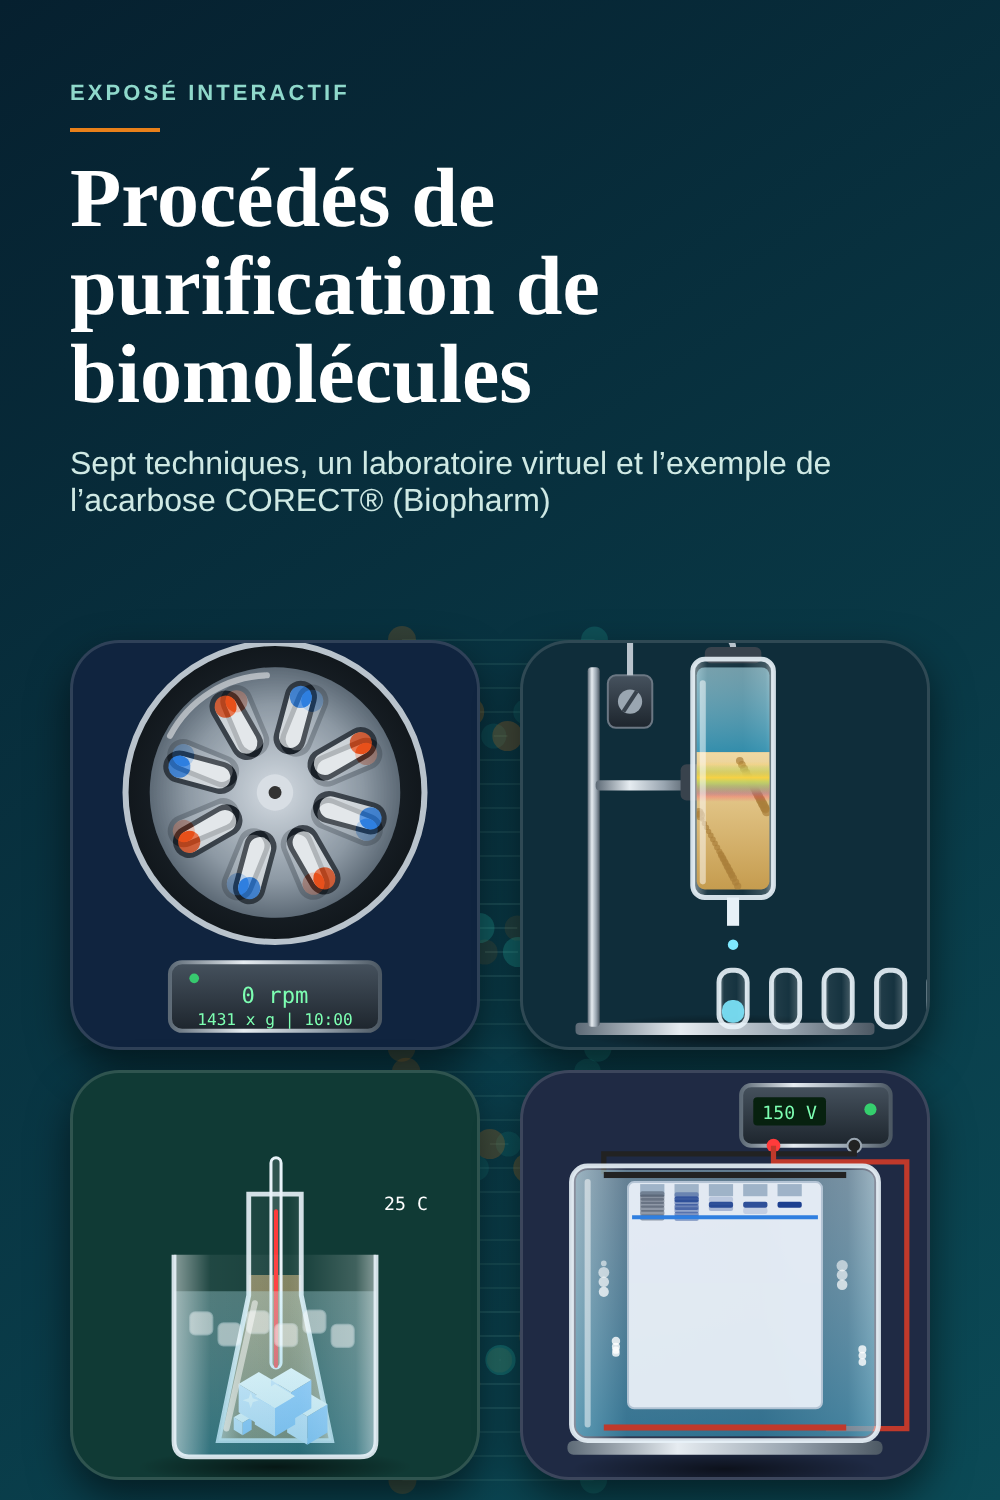 EXPOSÉ INTERACTIF
Procédés de
purification de
biomolécules
Sept techniques, un laboratoire virtuel et l’exemple de
l’acarbose CORECT® (Biopharm)
0 rpm
1431 x g | 10:00
150 V
25 C